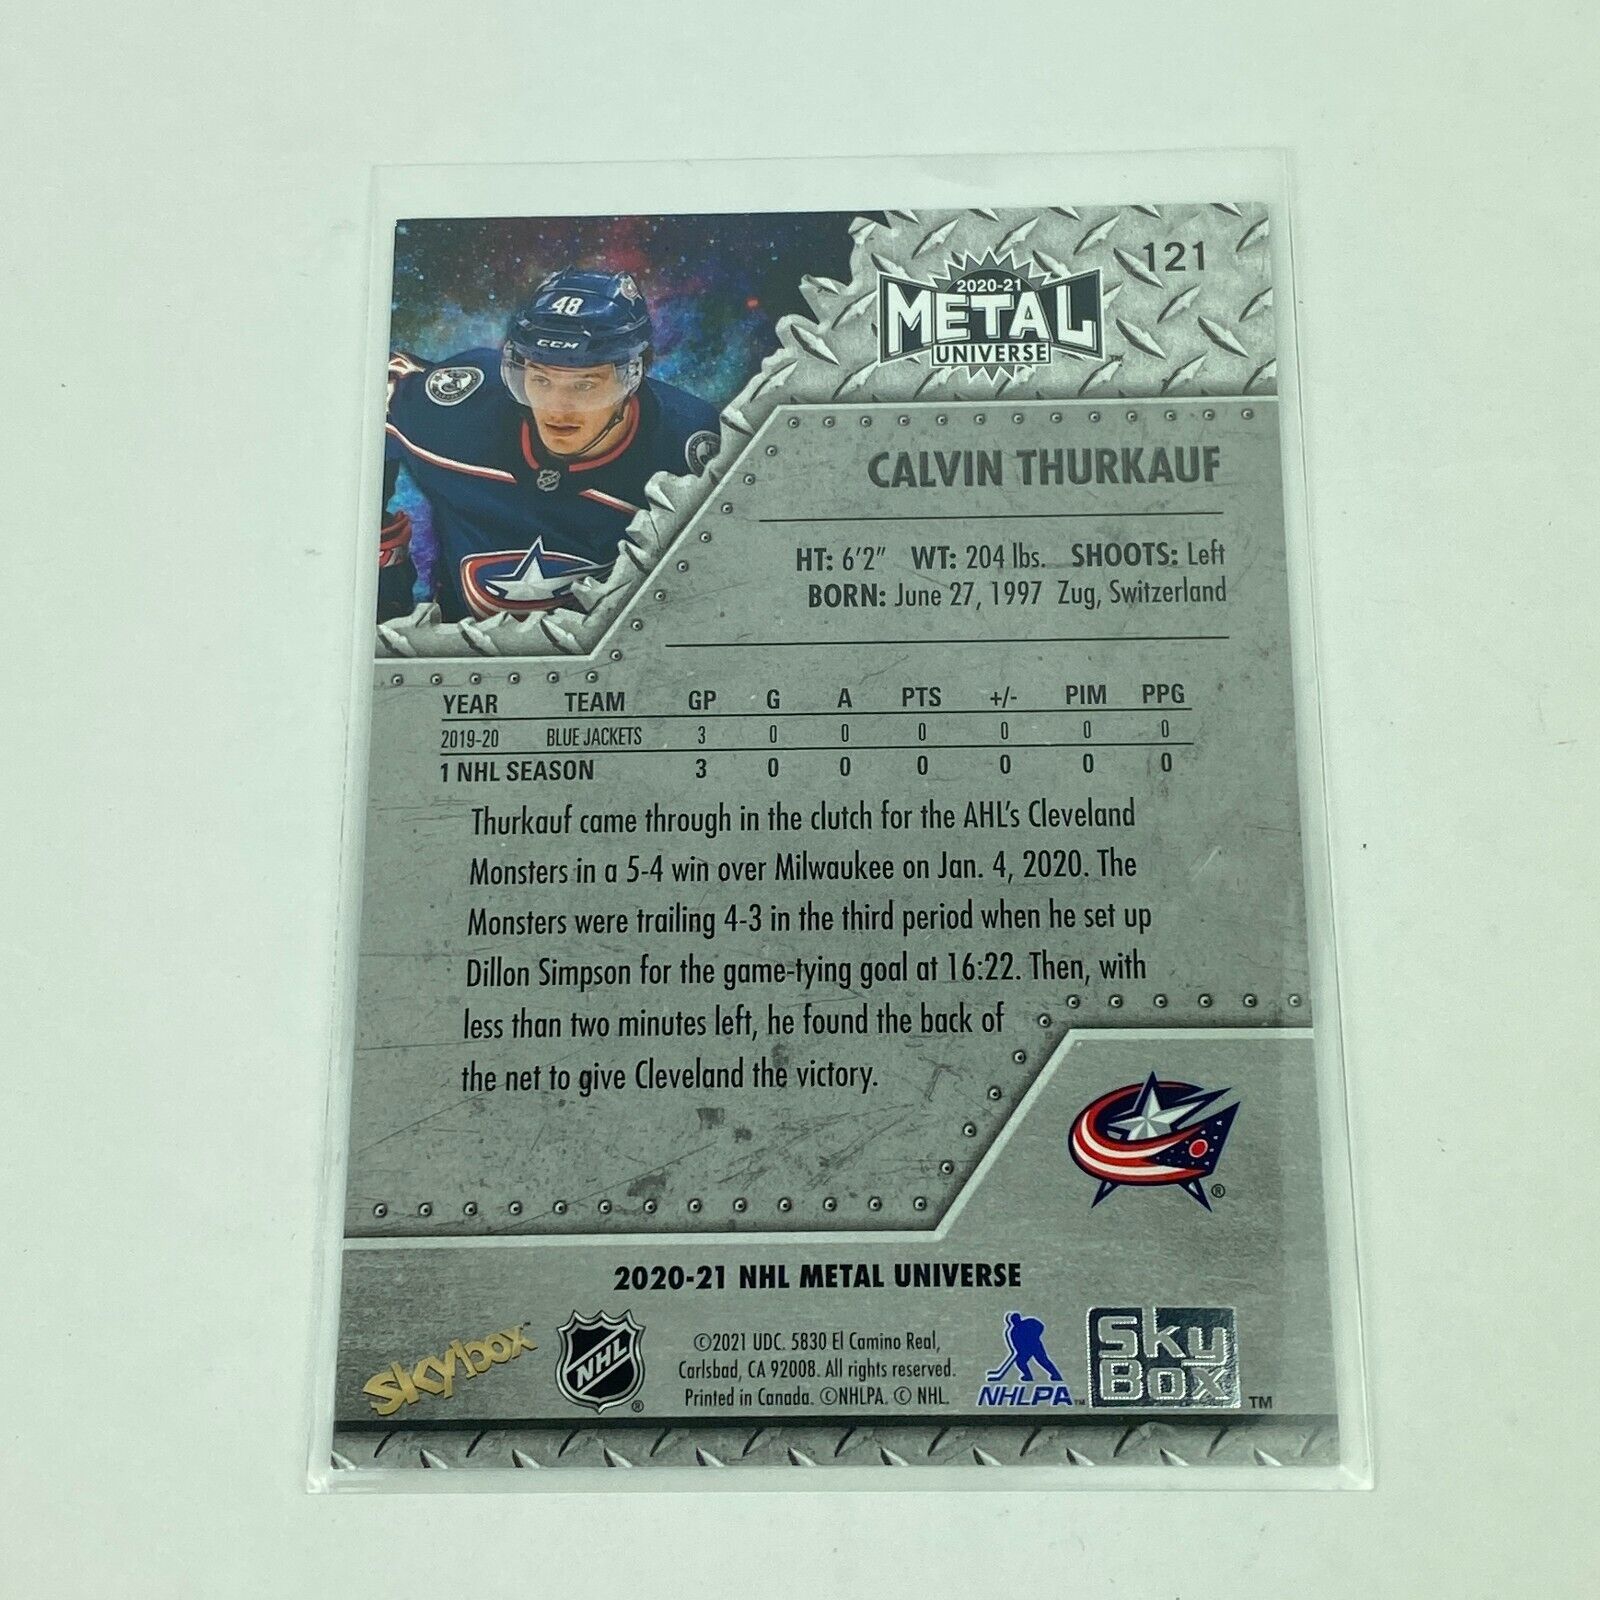 121
2020-21
METAL
UNIVERSE
48
CCM
CALVIN THURKAUF
HT: 6'2" WT: 204 lbs. SHOOTS: Left
BORN: June 27, 1997 Zug, Switzerland
YEAR TEAM GP G A PTS +/- PIM PPG
2019-20 BLUE JACKETS 3 0 0 0 0 0 0
1 NHL SEASON 3 0 0 0 0 0 0
Thurkauf came through in the clutch for the AHL's Cleveland
Monsters in a 5-4 win over Milwaukee on Jan. 4, 2020. The
Monsters were trailing 4-3 in the third period when he set up
Dillon Simpson for the game-tying goal at 16:22. Then, with
less than two minutes left, he found the back of
the net to give Cleveland the victory.
®
2020-21 NHL METAL UNIVERSE
skybox™
NHL ®
©2021 UDC. 5830 El Camino Real,
Carlsbad, CA 92008. All rights reserved.
Printed in Canada. ©NHLPA. © NHL.
NHLPA™
Sky
Box ™